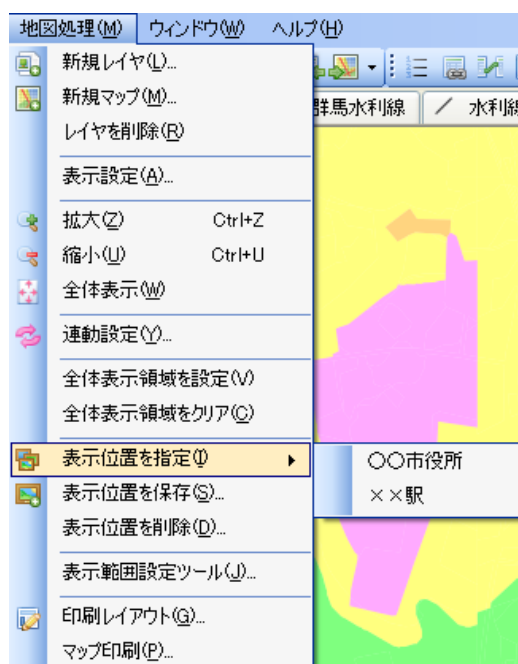 地図処理(M) ウィンドウ(W) ヘルプ(H)
新規レイヤ(L)...
新規マップ(M)...
群馬水利線 水利線
レイヤを削除(R)
表示設定(A)...
拡大(Z) Ctrl+Z
縮小(U) Ctrl+U
全体表示(W)
連動設定(Y)...
全体表示領域を設定(V)
全体表示領域をクリア(C)
表示位置を指定(I)
〇〇市役所
表示位置を保存(S)...
××駅
表示位置を削除(D)...
表示範囲設定ツール(J)...
印刷レイアウト(G)...
マップ印刷(P)...